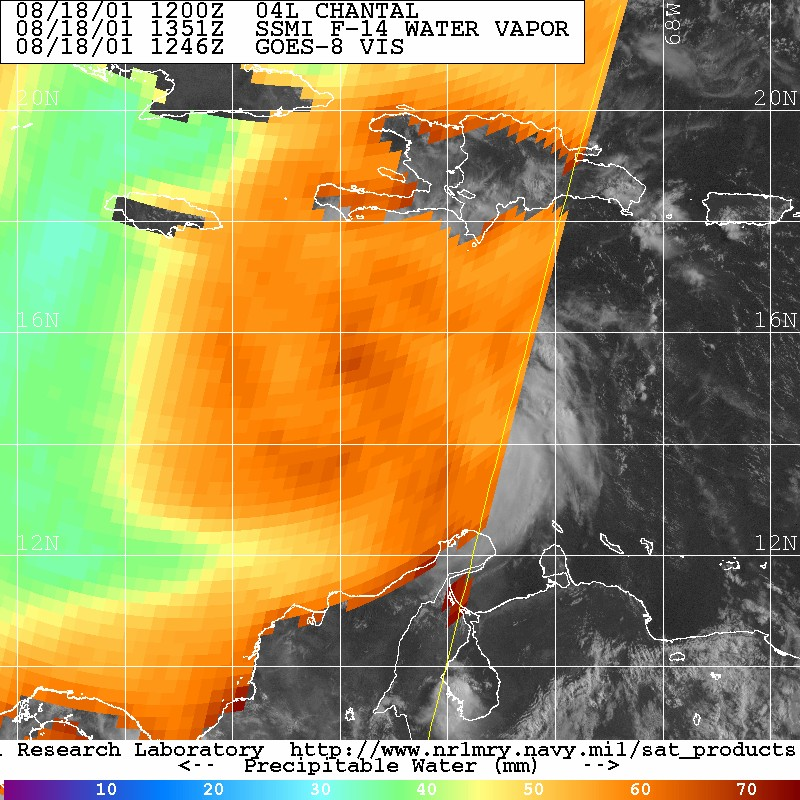 08/18/01 1200Z 04L CHANTAL
08/18/01 1351Z SSMI F-14 WATER VAPOR
08/18/01 1246Z GOES-8 VIS
68W
20N 20N
16N 16N
12N 12N
Research Laboratory http://www.nrlmry.navy.mil/sat_products
<-- Precipitable Water (mm) -->
10 20 30 40 50 60 70